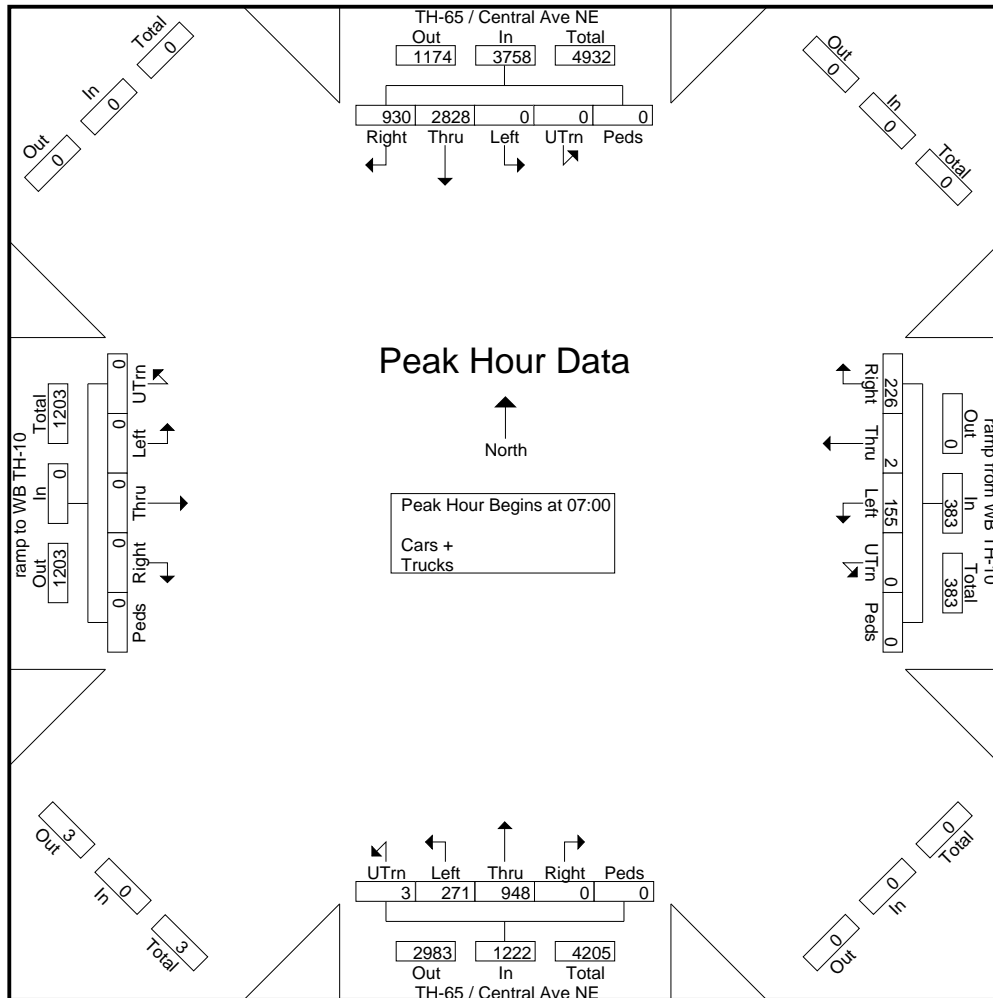 TH-65 / Central Ave NE
Out In Total
1174 3758 4932
930 2828 0 0 0
Right Thru Left UTrn Peds
Total
0
In
0
Out
0
Out
0
In
0
Total
0
Peak Hour Data
North
Peak Hour Begins at 07:00
Cars +
Trucks
ramp to WB TH-10
Total In Out
1203 0 1203
0 0 0 0 0
UTrn Left Thru Right Peds
ramp from WB TH-10
Out In Total
0 383 383
226 2 155 0 0
Right Thru Left UTrn Peds
3
Out
0
In
3
Total
0
Total
0
In
0
Out
UTrn Left Thru Right Peds
3 271 948 0 0
2983 1222 4205
Out In Total
TH-65 / Central Ave NE